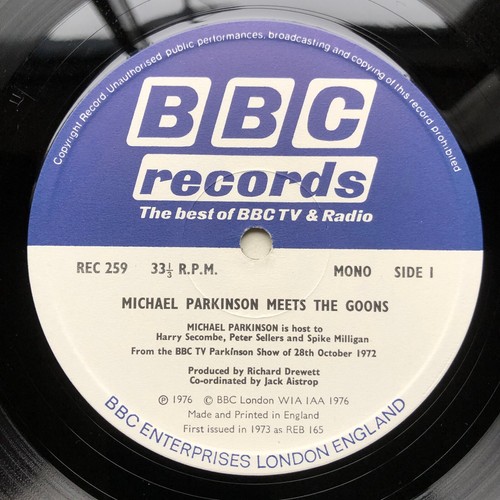 Copyright Record. Unauthorised public performances, broadcasting and copying of this record prohibited
BBC
records
The best of BBC TV & Radio
REC 259 33⅓ R.P.M. MONO SIDE 1
MICHAEL PARKINSON MEETS THE GOONS
MICHAEL PARKINSON is host to
Harry Secombe, Peter Sellers and Spike Milligan
From the BBC TV Parkinson Show of 28th October 1972
Produced by Richard Drewett
Co-ordinated by Jack Aistrop
℗ 1976 © BBC London W1A 1AA 1976
Made and Printed in England
First issued in 1973 as REB 165
BBC ENTERPRISES LONDON ENGLAND